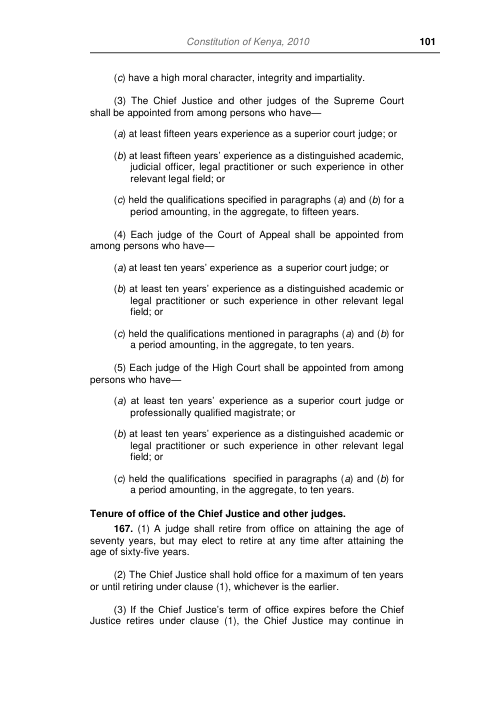 Constitution of Kenya, 2010 101
(c) have a high moral character, integrity and impartiality.
(3) The Chief Justice and other judges of the Supreme Court
shall be appointed from among persons who have—
(a) at least fifteen years experience as a superior court judge; or
(b) at least fifteen years’ experience as a distinguished academic,
judicial officer, legal practitioner or such experience in other
relevant legal field; or
(c) held the qualifications specified in paragraphs (a) and (b) for a
period amounting, in the aggregate, to fifteen years.
(4) Each judge of the Court of Appeal shall be appointed from
among persons who have—
(a) at least ten years’ experience as a superior court judge; or
(b) at least ten years’ experience as a distinguished academic or
legal practitioner or such experience in other relevant legal
field; or
(c) held the qualifications mentioned in paragraphs (a) and (b) for
a period amounting, in the aggregate, to ten years.
(5) Each judge of the High Court shall be appointed from among
persons who have—
(a) at least ten years’ experience as a superior court judge or
professionally qualified magistrate; or
(b) at least ten years’ experience as a distinguished academic or
legal practitioner or such experience in other relevant legal
field; or
(c) held the qualifications specified in paragraphs (a) and (b) for
a period amounting, in the aggregate, to ten years.
Tenure of office of the Chief Justice and other judges.
167. (1) A judge shall retire from office on attaining the age of
seventy years, but may elect to retire at any time after attaining the
age of sixty-five years.
(2) The Chief Justice shall hold office for a maximum of ten years
or until retiring under clause (1), whichever is the earlier.
(3) If the Chief Justice’s term of office expires before the Chief
Justice retires under clause (1), the Chief Justice may continue in